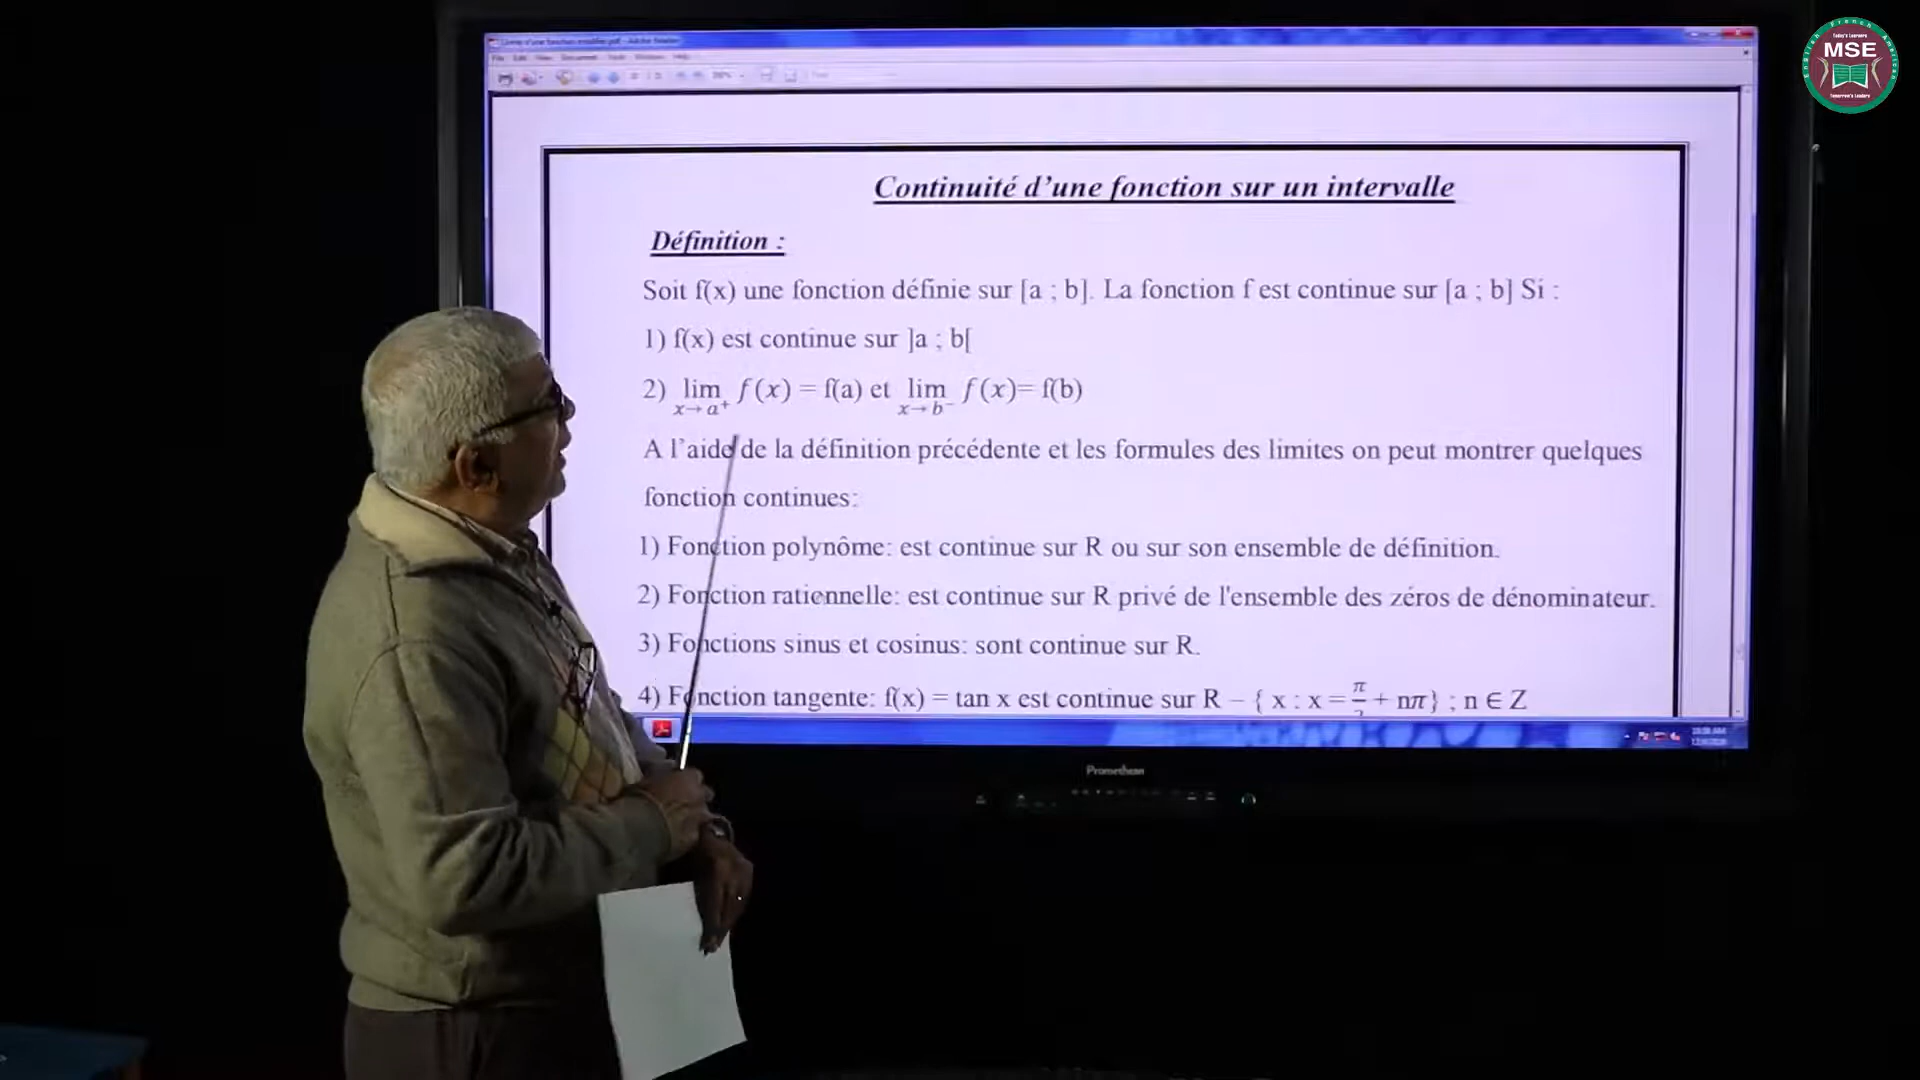 MSE
Continuité d'une fonction sur un intervalle
Définition :
Soit f(x) une fonction définie sur [a ; b]. La fonction f est continue sur [a ; b] Si :
1) f(x) est continue sur ]a ; b[
2) lim x→a⁺ f(x) = f(a) et lim x→b⁻ f(x)= f(b)
A l'aide de la définition précédente et les formules des limites on peut montrer quelques
fonction continues:
1) Fonction polynôme: est continue sur R ou sur son ensemble de définition.
2) Fonction rationnelle: est continue sur R privé de l'ensemble des zéros de dénominateur.
3) Fonctions sinus et cosinus: sont continue sur R.
4) Fonction tangente: f(x) = tan x est continue sur R – { x : x = π/2 + nπ} ; n ∈ Z
Promethean